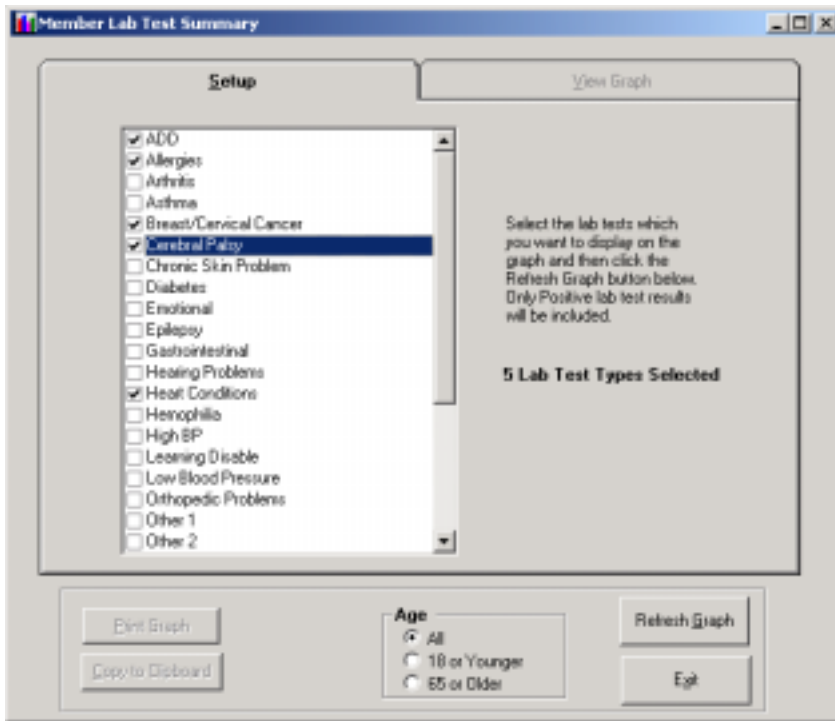 Member Lab Test Summary
Setup
View Graph
ADD
Allergies
Arthritis
Asthma
Breast/Cervical Cancer
Cerebral Palsy
Chronic Skin Problem
Diabetes
Emotional
Epilepsy
Gastrointestinal
Hearing Problems
Heart Conditions
Hemophilia
High BP
Learning Disable
Low Blood Pressure
Orthopedic Problems
Other 1
Other 2
Select the lab tests which
you want to display on the
graph and then click the
Refresh Graph button below.
Only Positive lab test results
will be included.
5 Lab Test Types Selected
Print Graph
Copy to Clipboard
Age
All
18 or Younger
65 or Older
Refresh Graph
Exit